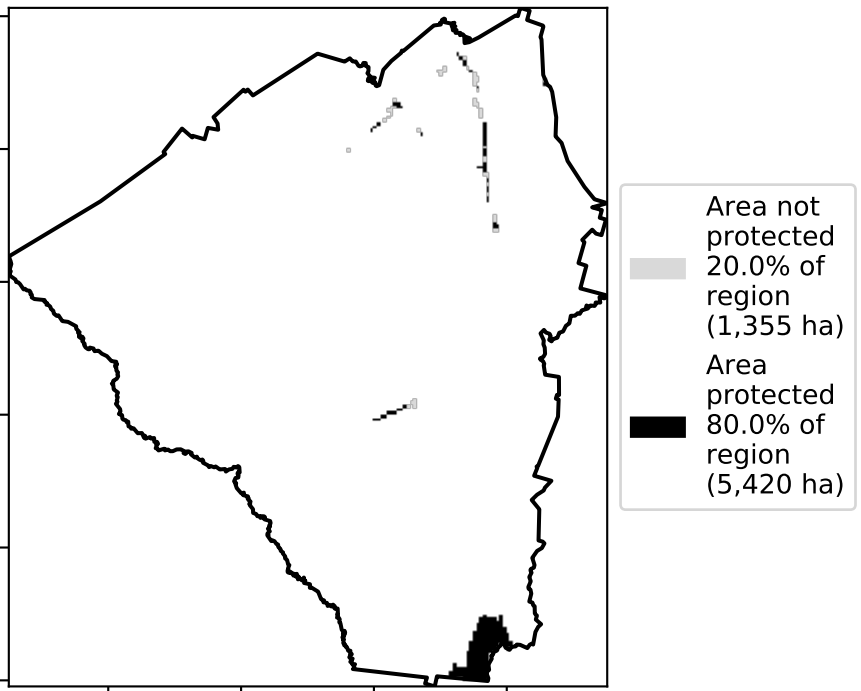 Area not
protected
20.0% of
region
(1,355 ha)
Area
protected
80.0% of
region
(5,420 ha)